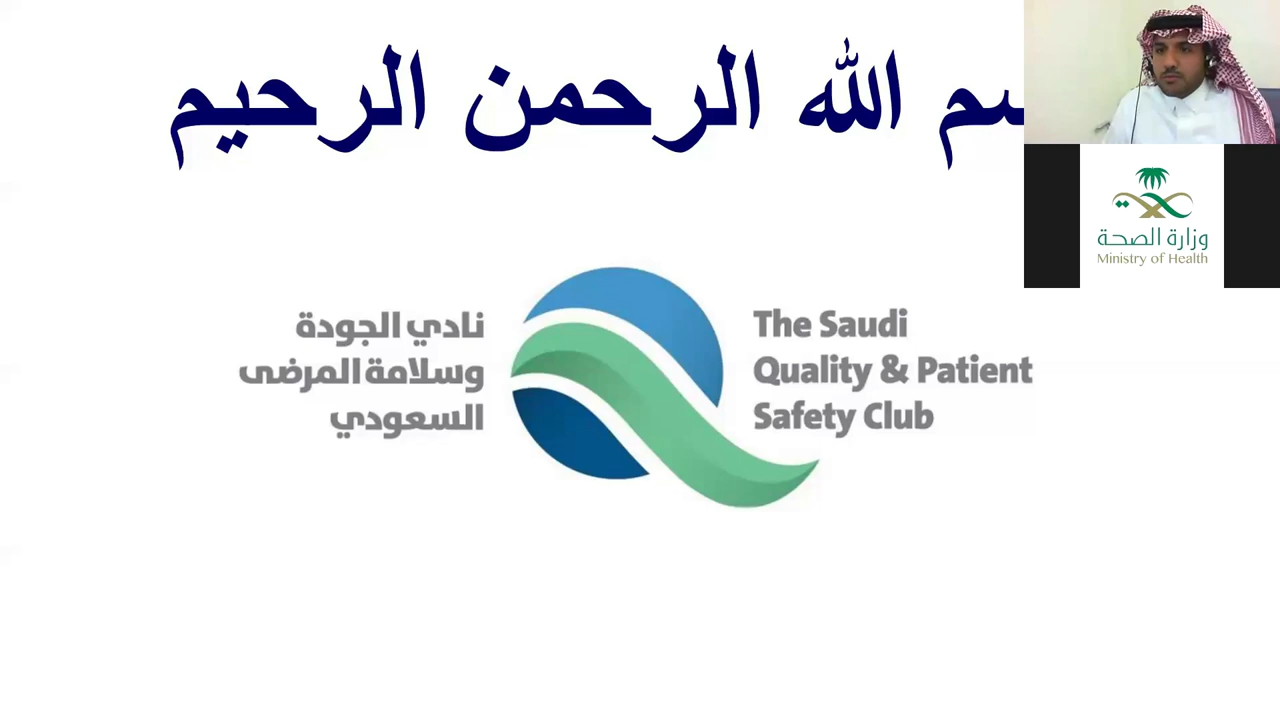 الله الرحمن الرحيم
نادي الجودة
وسلامة المرضى
السعودي
The Saudi
Quality & Patient
Safety Club
وزارة الصحة
Ministry of Health